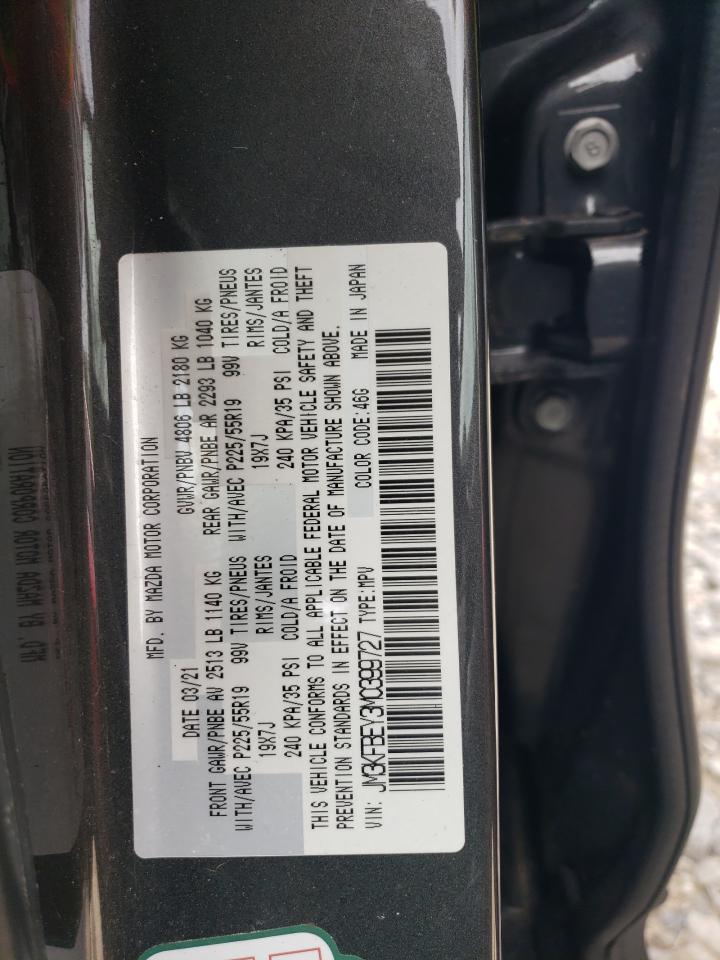 MFD. BY MAZDA MOTOR CORPORATION
DATE 03/21 GVWR/PNBV 4806 LB 2180 KG
FRONT GAWR/PNBE AV 2513 LB 1140 KG REAR GAWR/PNBE AR 2293 LB 1040 KG
WITH/AVEC P225/55R19 99V TIRES/PNEUS WITH/AVEC P225/55R19 99V TIRES/PNEUS
19X7J RIMS/JANTES 19X7J RIMS/JANTES
240 KPA/35 PSI COLD/A FROID 240 KPA/35 PSI COLD/A FROID
THIS VEHICLE CONFORMS TO ALL APPLICABLE FEDERAL MOTOR VEHICLE SAFETY AND THEFT
PREVENTION STANDARDS IN EFFECT ON THE DATE OF MANUFACTURE SHOWN ABOVE.
VIN: JM3KFBEY3M0399727 TYPE:MPV COLOR CODE:46G MADE IN JAPAN